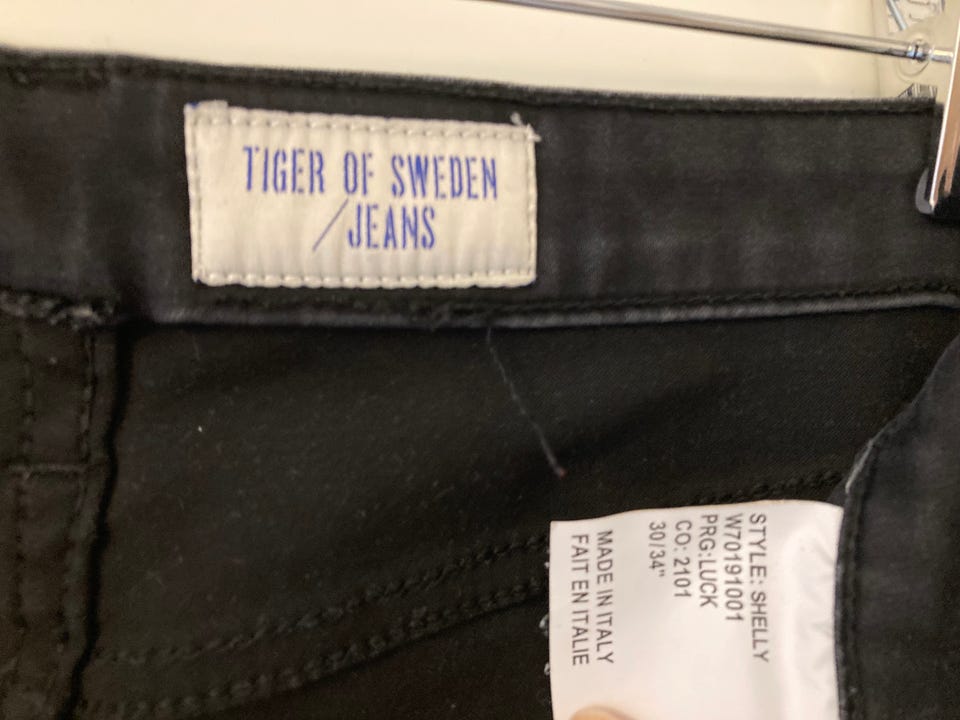 TIGER OF SWEDEN
/JEANS
STYLE: SHELLY
W70191001
PRG:LUCK
CO: 2101
30/34"
MADE IN ITALY
FAIT EN ITALIE